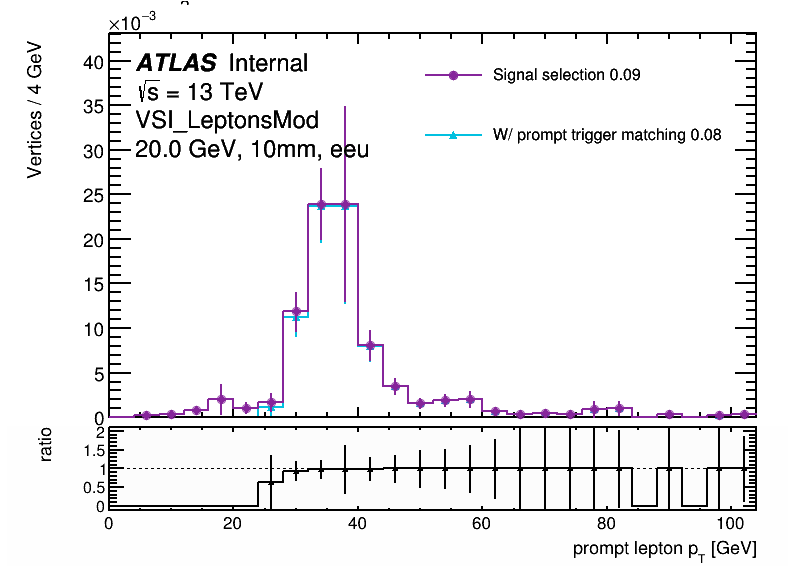 ×10⁻³
Vertices / 4 GeV
40
35
30
25
20
15
10
5
0
ATLAS Internal
√s = 13 TeV
VSI_LeptonsMod
20.0 GeV, 10mm, eeu
Signal selection 0.09
W/ prompt trigger matching 0.08
ratio
2
1.5
1
0.5
0
0 20 40 60 80 100
prompt lepton p_T [GeV]